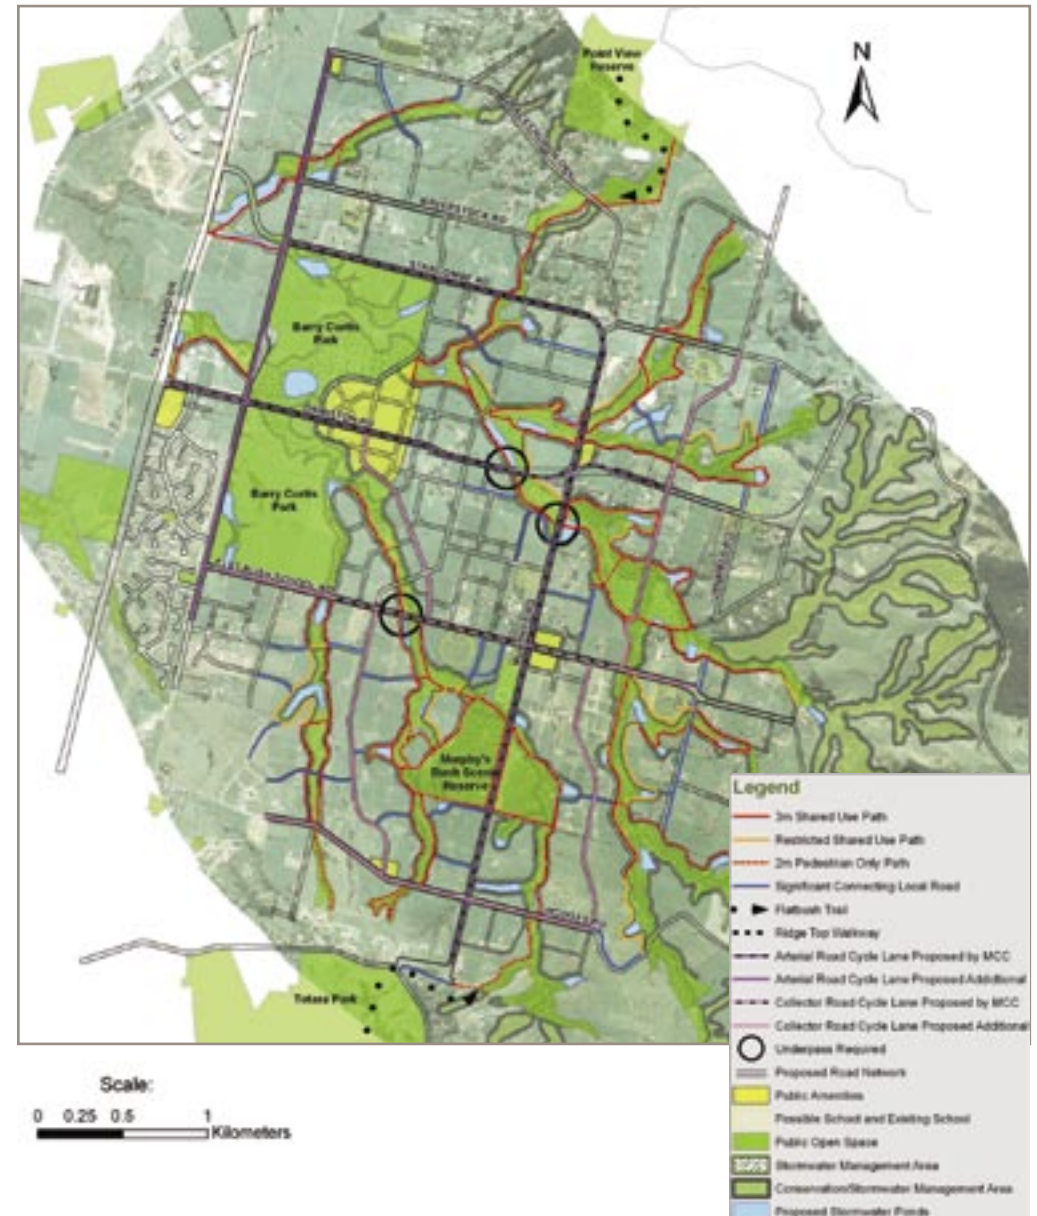 Point View
Reserve
N
STANCOMBE RD
Barry Curtis
Park
Barry Curtis
Park
Murphy's
Bush Scenic
Reserve
Totara Park
Legend
3m Shared Use Path
Restricted Shared Use Path
2m Pedestrian Only Path
Significant Connecting Local Road
Flatbush Trail
Ridge Top Walkway
Arterial Road Cycle Lane Proposed by MCC
Arterial Road Cycle Lane Proposed Additional
Collector Road Cycle Lane Proposed by MCC
Collector Road Cycle Lane Proposed Additional
Underpass Required
Proposed Road Network
Public Amenities
Possible School and Existing School
Public Open Space
Stormwater Management Area
Conservation/Stormwater Management Area
Proposed Stormwater Ponds
Scale:
0 0.25 0.5 1
Kilometers